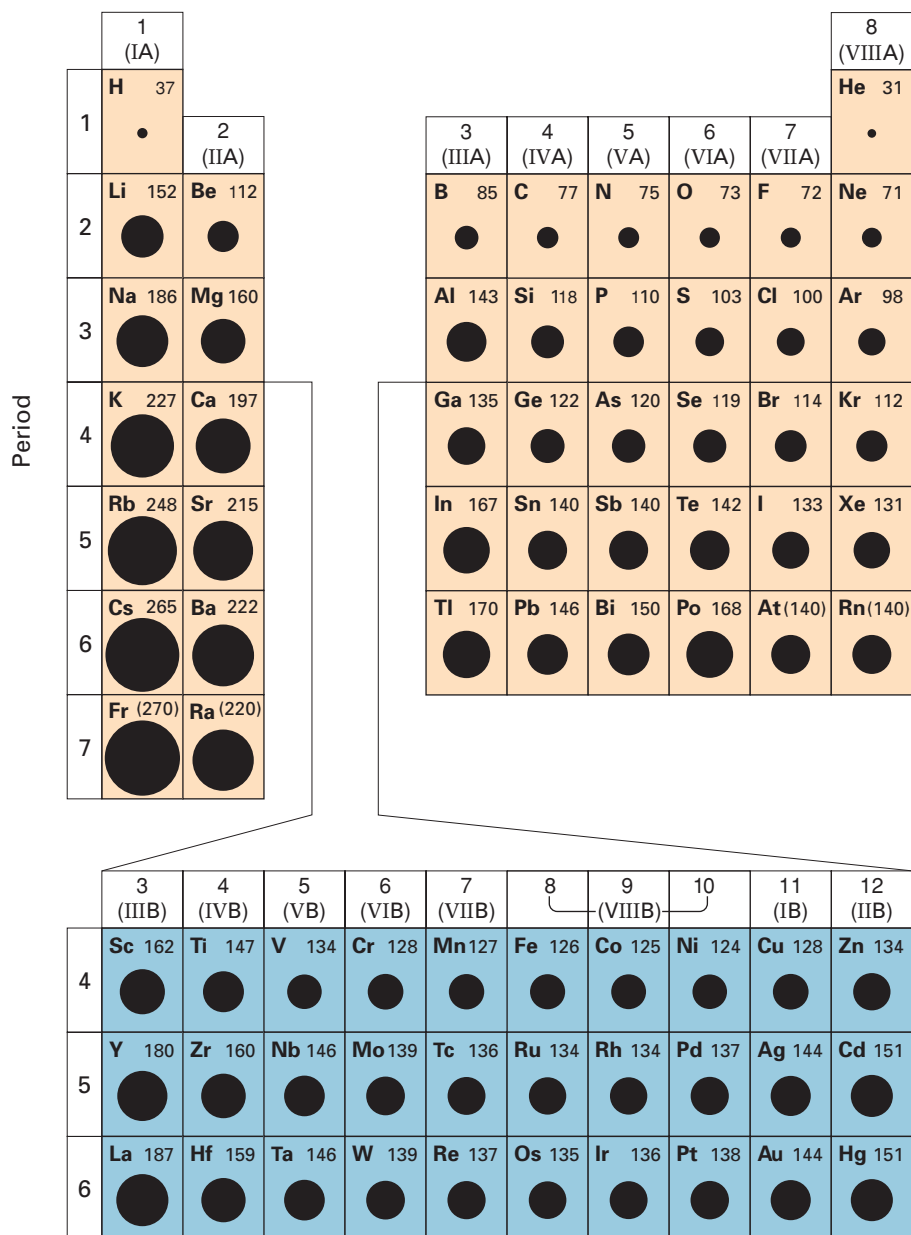 1
(IA)
8
(VIIIA)
H 37
He 31
1
2
(IIA)
3
(IIIA)
4
(IVA)
5
(VA)
6
(VIA)
7
(VIIA)
2
Li 152 Be 112 B 85 C 77 N 75 O 73 F 72 Ne 71
3
Na 186 Mg 160 Al 143 Si 118 P 110 S 103 Cl 100 Ar 98
Period
4
K 227 Ca 197 Ga 135 Ge 122 As 120 Se 119 Br 114 Kr 112
5
Rb 248 Sr 215 In 167 Sn 140 Sb 140 Te 142 I 133 Xe 131
6
Cs 265 Ba 222 Tl 170 Pb 146 Bi 150 Po 168 At (140) Rn (140)
7
Fr (270) Ra (220)
3
(IIIB)
4
(IVB)
5
(VB)
6
(VIB)
7
(VIIB)
8 9 10
(VIIIB)
11
(IB)
12
(IIB)
4
Sc 162 Ti 147 V 134 Cr 128 Mn 127 Fe 126 Co 125 Ni 124 Cu 128 Zn 134
5
Y 180 Zr 160 Nb 146 Mo 139 Tc 136 Ru 134 Rh 134 Pd 137 Ag 144 Cd 151
6
La 187 Hf 159 Ta 146 W 139 Re 137 Os 135 Ir 136 Pt 138 Au 144 Hg 151